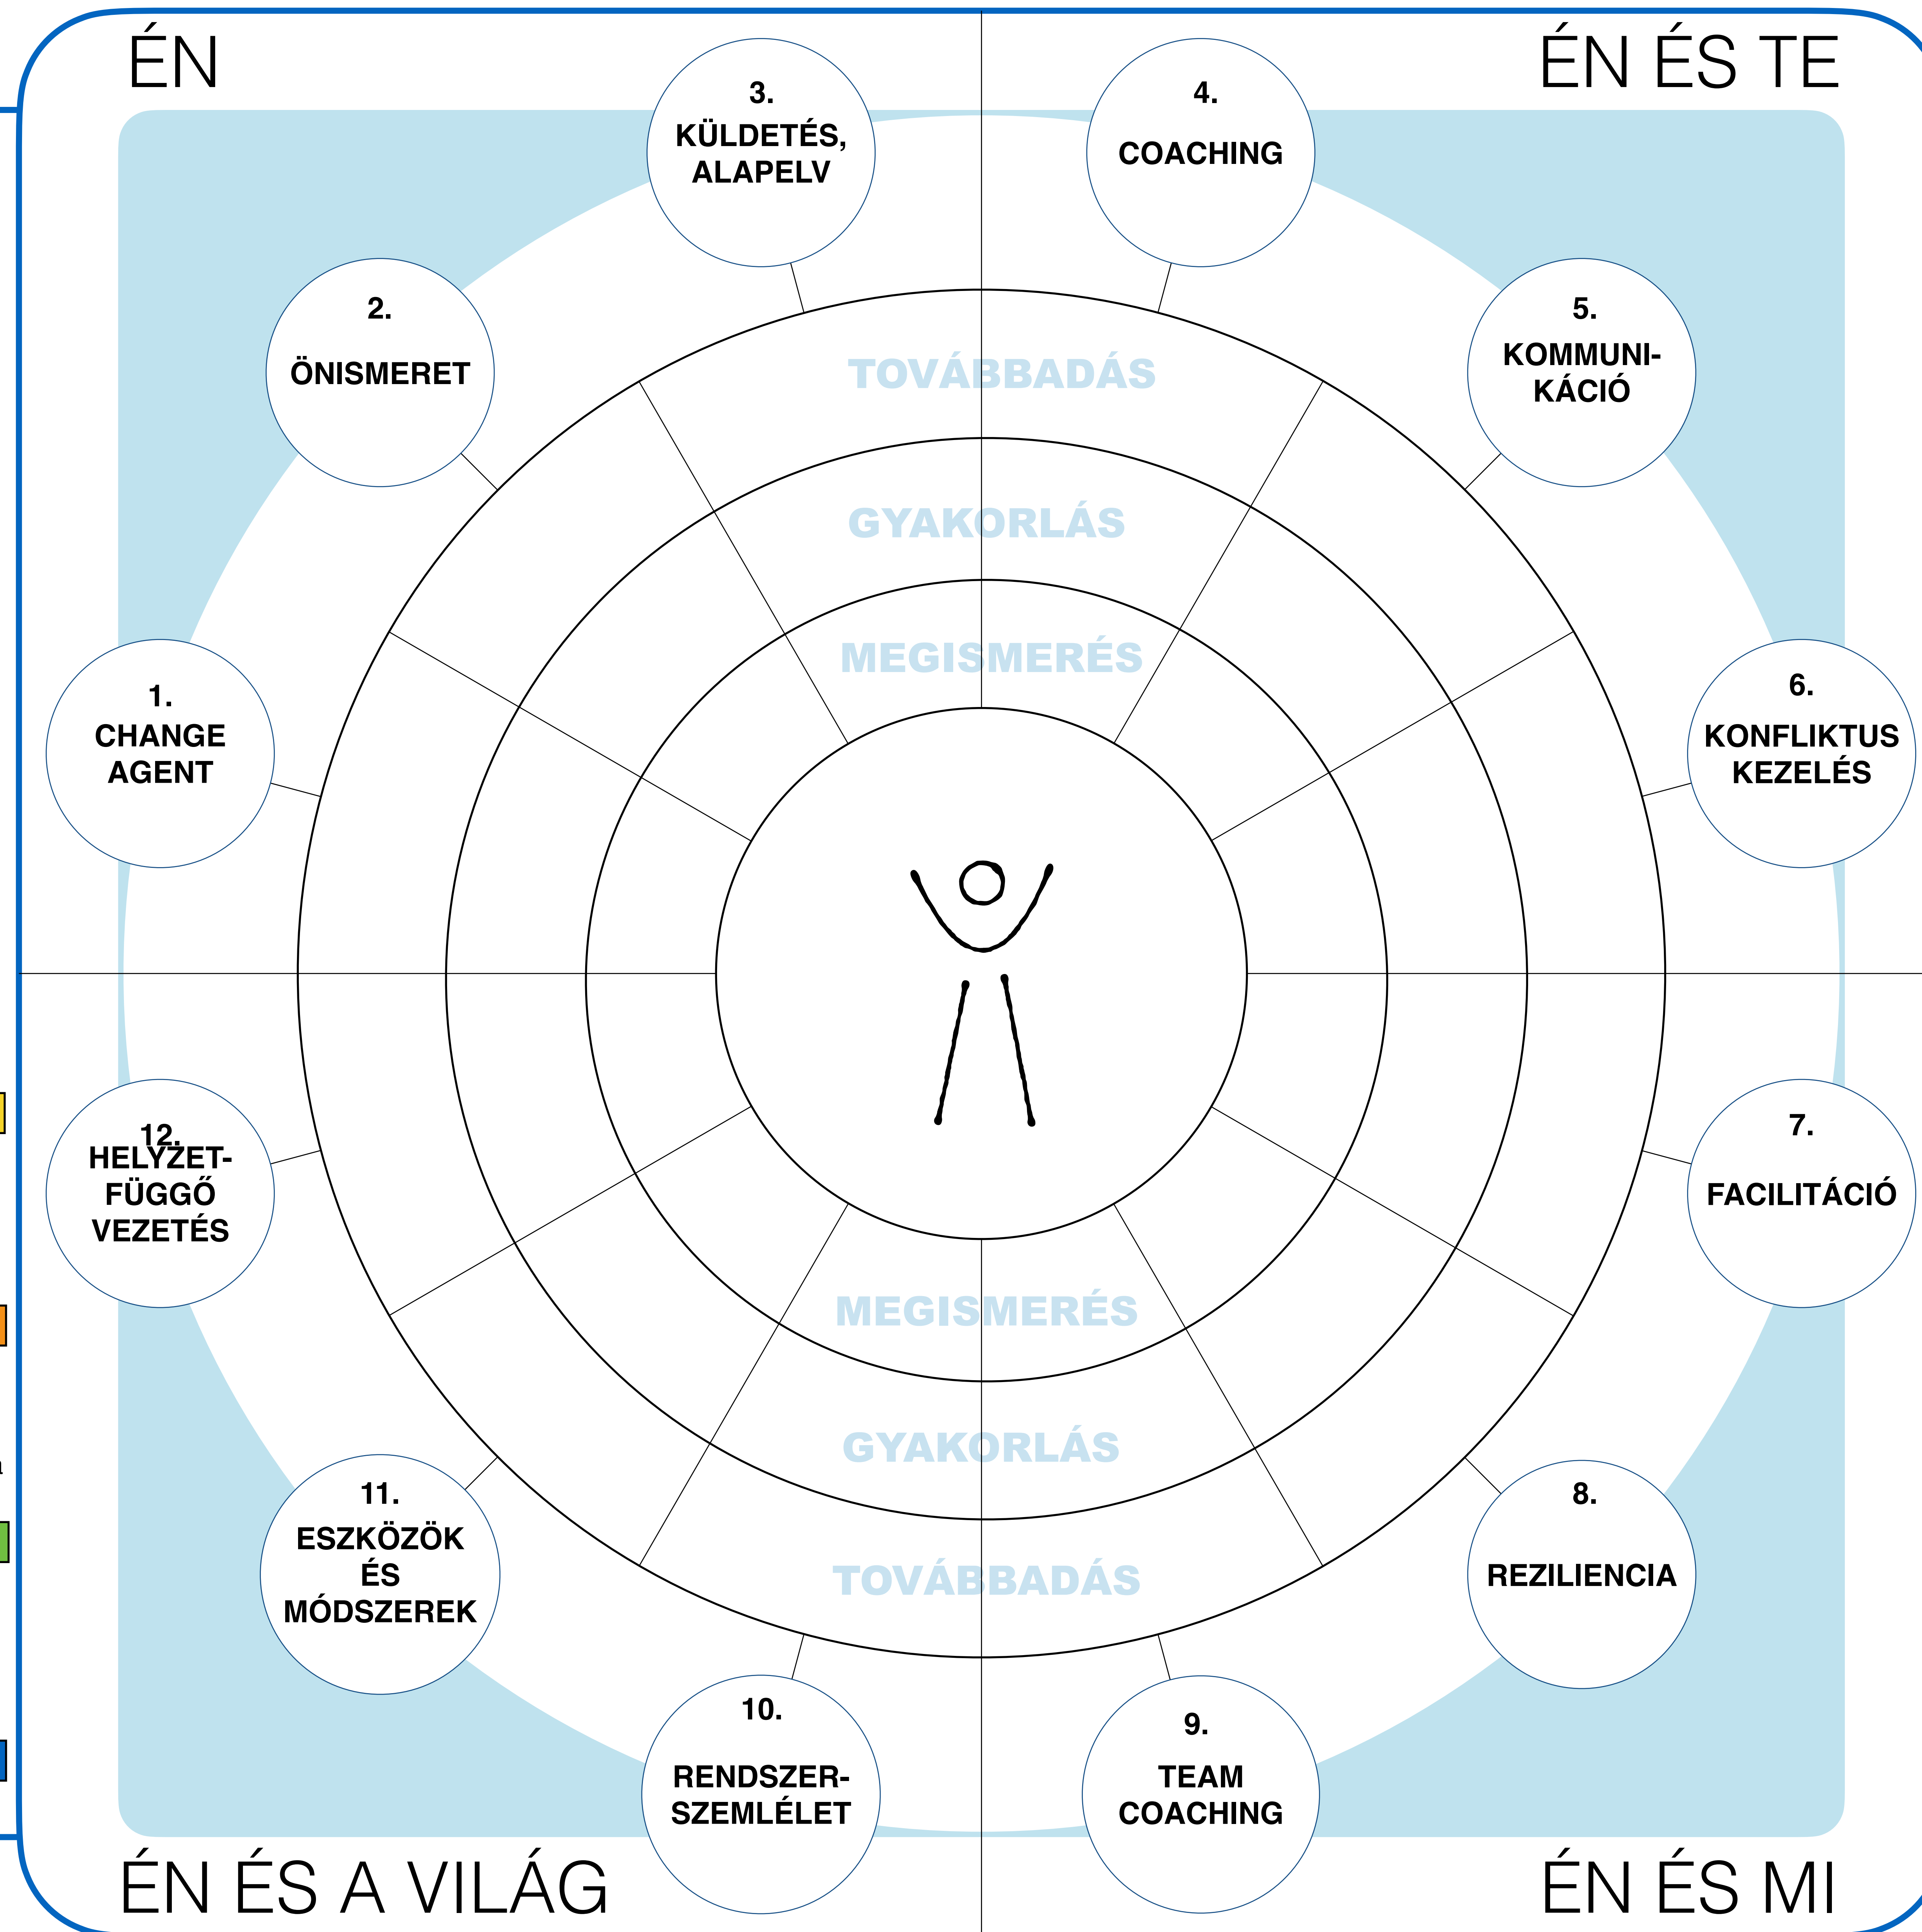 ÉN
ÉN ÉS TE
3.
KÜLDETÉS,
ALAPELV
4.
COACHING
2.
ÖNISMERET
5.
KOMMUNI-
KÁCIÓ
1.
CHANGE
AGENT
6.
KONFLIKTUS
KEZELÉS
TOVÁBBADÁS
GYAKORLÁS
MEGISMERÉS
12.
HELYZET-
FÜGGŐ
VEZETÉS
7.
FACILITÁCIÓ
MEGISMERÉS
GYAKORLÁS
TOVÁBBADÁS
11.
ESZKÖZÖK
ÉS
MÓDSZEREK
8.
REZILIENCIA
10.
RENDSZER-
SZEMLÉLET
9.
TEAM
COACHING
ÉN ÉS A VILÁG
ÉN ÉS MI